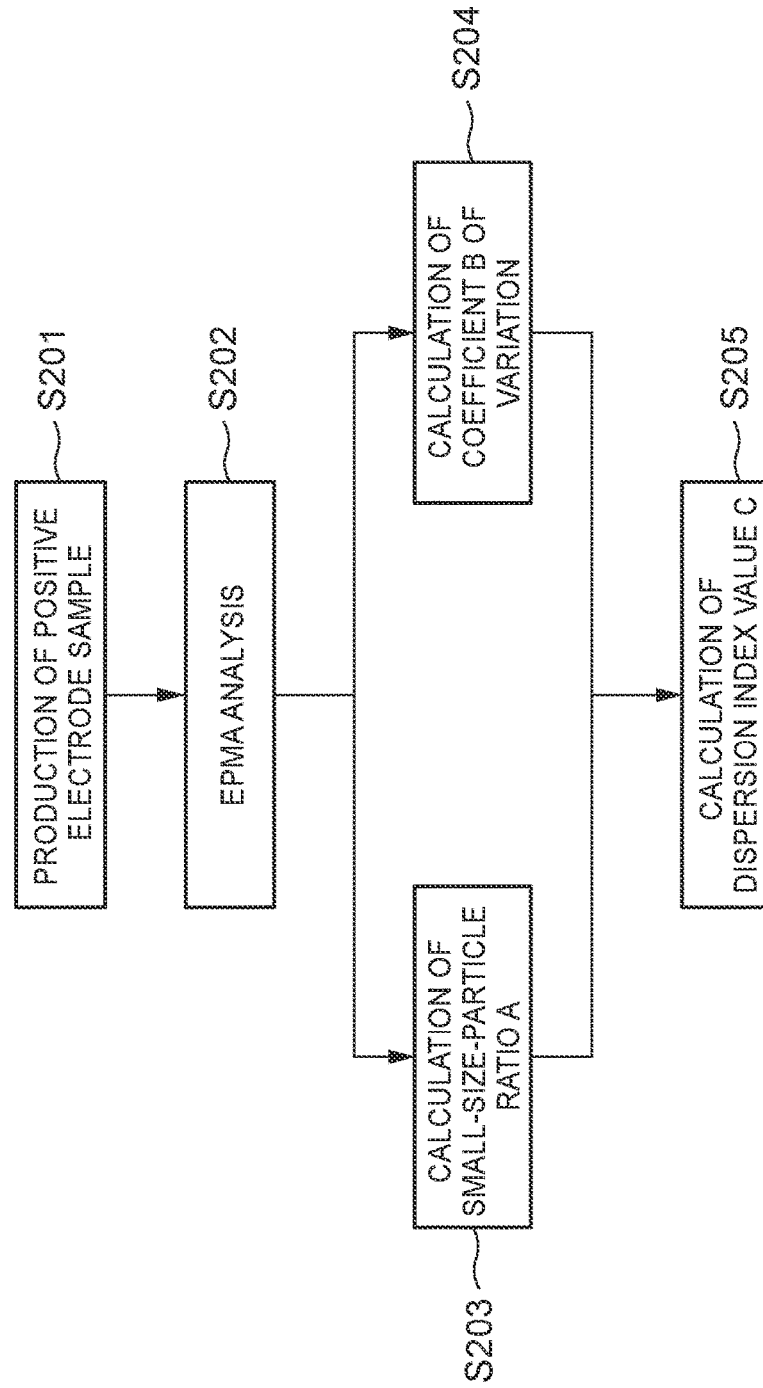 PRODUCTION OF POSITIVE
ELECTRODE SAMPLE
S201
EPMA ANALYSIS
S202
CALCULATION OF
SMALL-SIZE-PARTICLE
RATIO A
S203
CALCULATION OF
COEFFICIENT B OF
VARIATION
S204
CALCULATION OF
DISPERSION INDEX VALUE C
S205